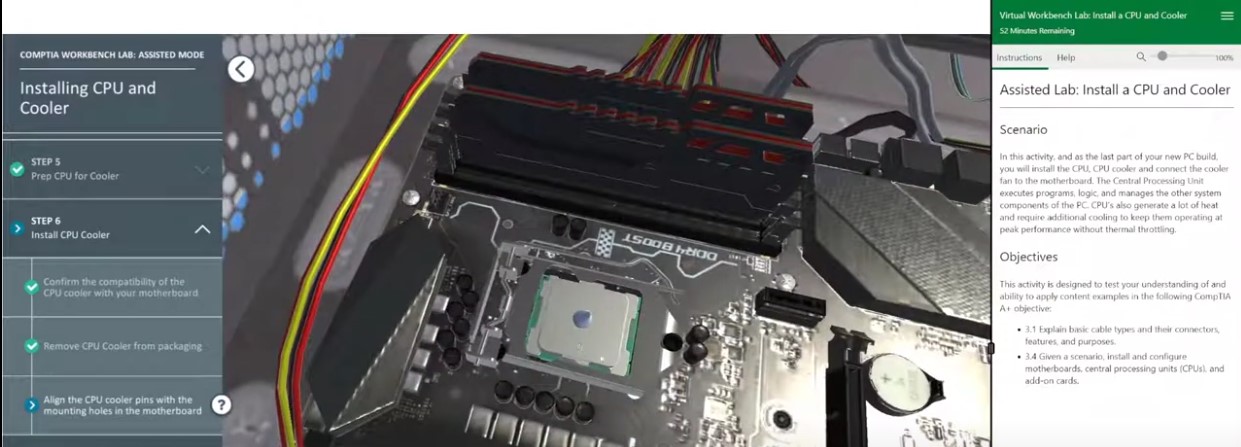 COMPTIA WORKBENCH LAB: ASSISTED MODE
Installing CPU and
Cooler
STEP 5
Prep CPU for Cooler
STEP 6
Install CPU Cooler
Confirm the compatibility of the
CPU cooler with your motherboard
Remove CPU Cooler from packaging
Align the CPU cooler pins with the
mounting holes in the motherboard
?
DDR4 BOOST
Virtual Workbench Lab: Install a CPU and Cooler
52 Minutes Remaining
Instructions Help 100%
Assisted Lab: Install a CPU and Cooler
Scenario
In this activity, and as the last part of your new PC build,
you will install the CPU, CPU cooler and connect the cooler
fan to the motherboard. The Central Processing Unit
executes programs, logic, and manages the other system
components of the PC. CPU's also generate a lot of heat
and require additional cooling to keep them operating at
peak performance without thermal throttling.
Objectives
This activity is designed to test your understanding of and
ability to apply content examples in the following CompTIA
A+ objective:
• 3.1 Explain basic cable types and their connectors,
features, and purposes.
• 3.4 Given a scenario, install and configure
motherboards, central processing units (CPUs), and
add-on cards.